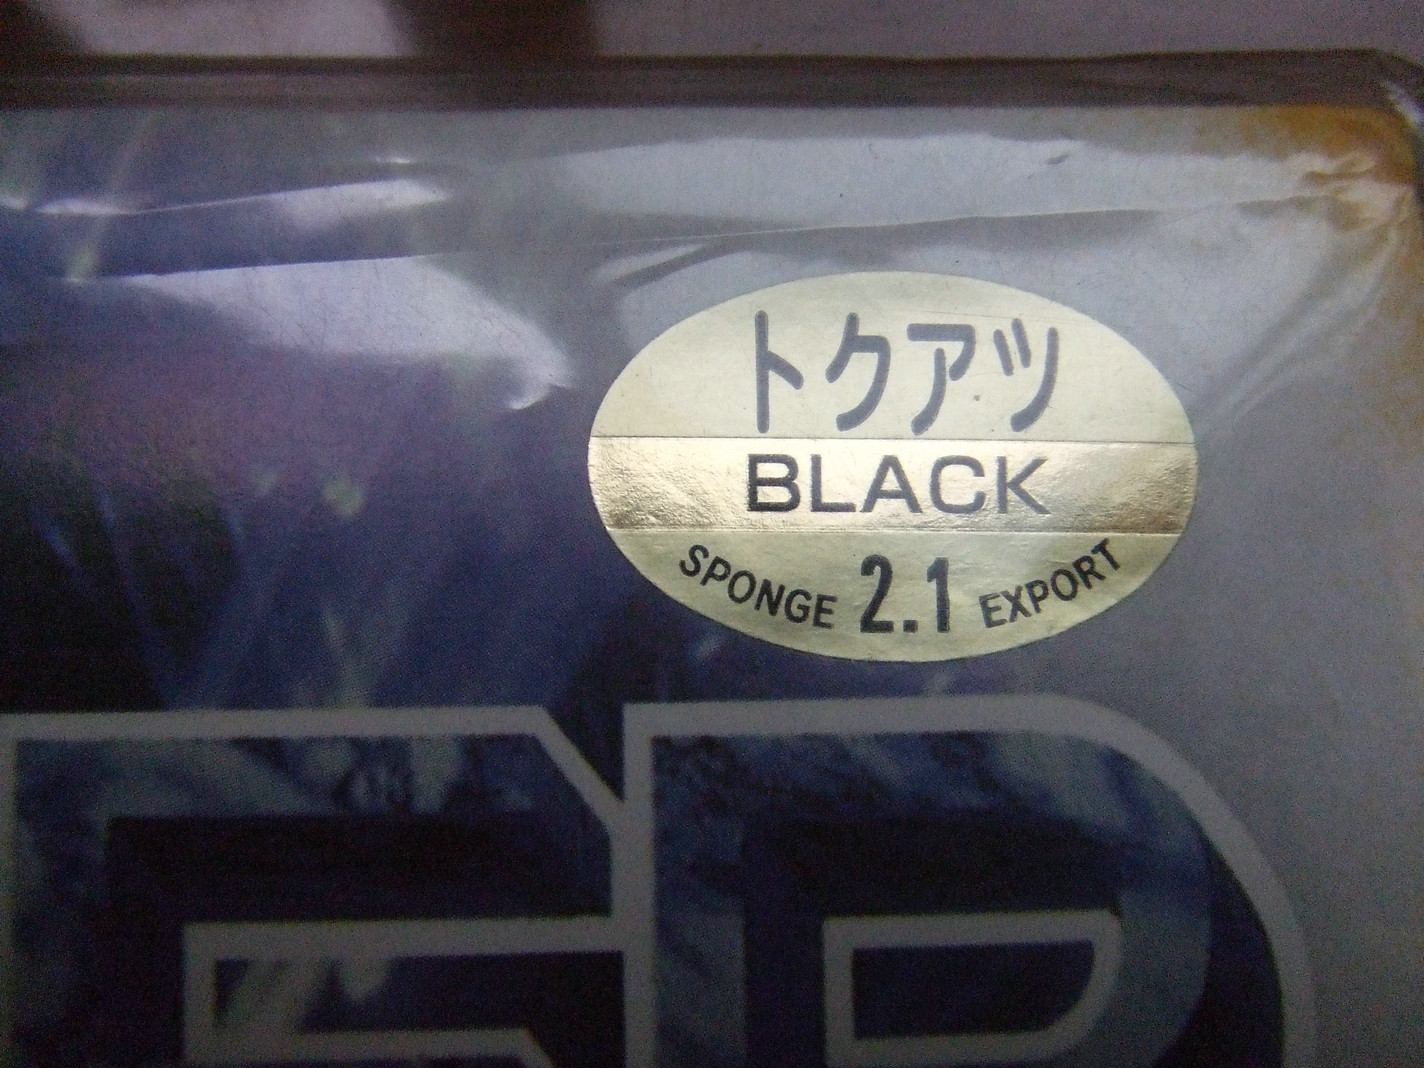 トクアツ
BLACK
SPONGE 2.1 EXPORT